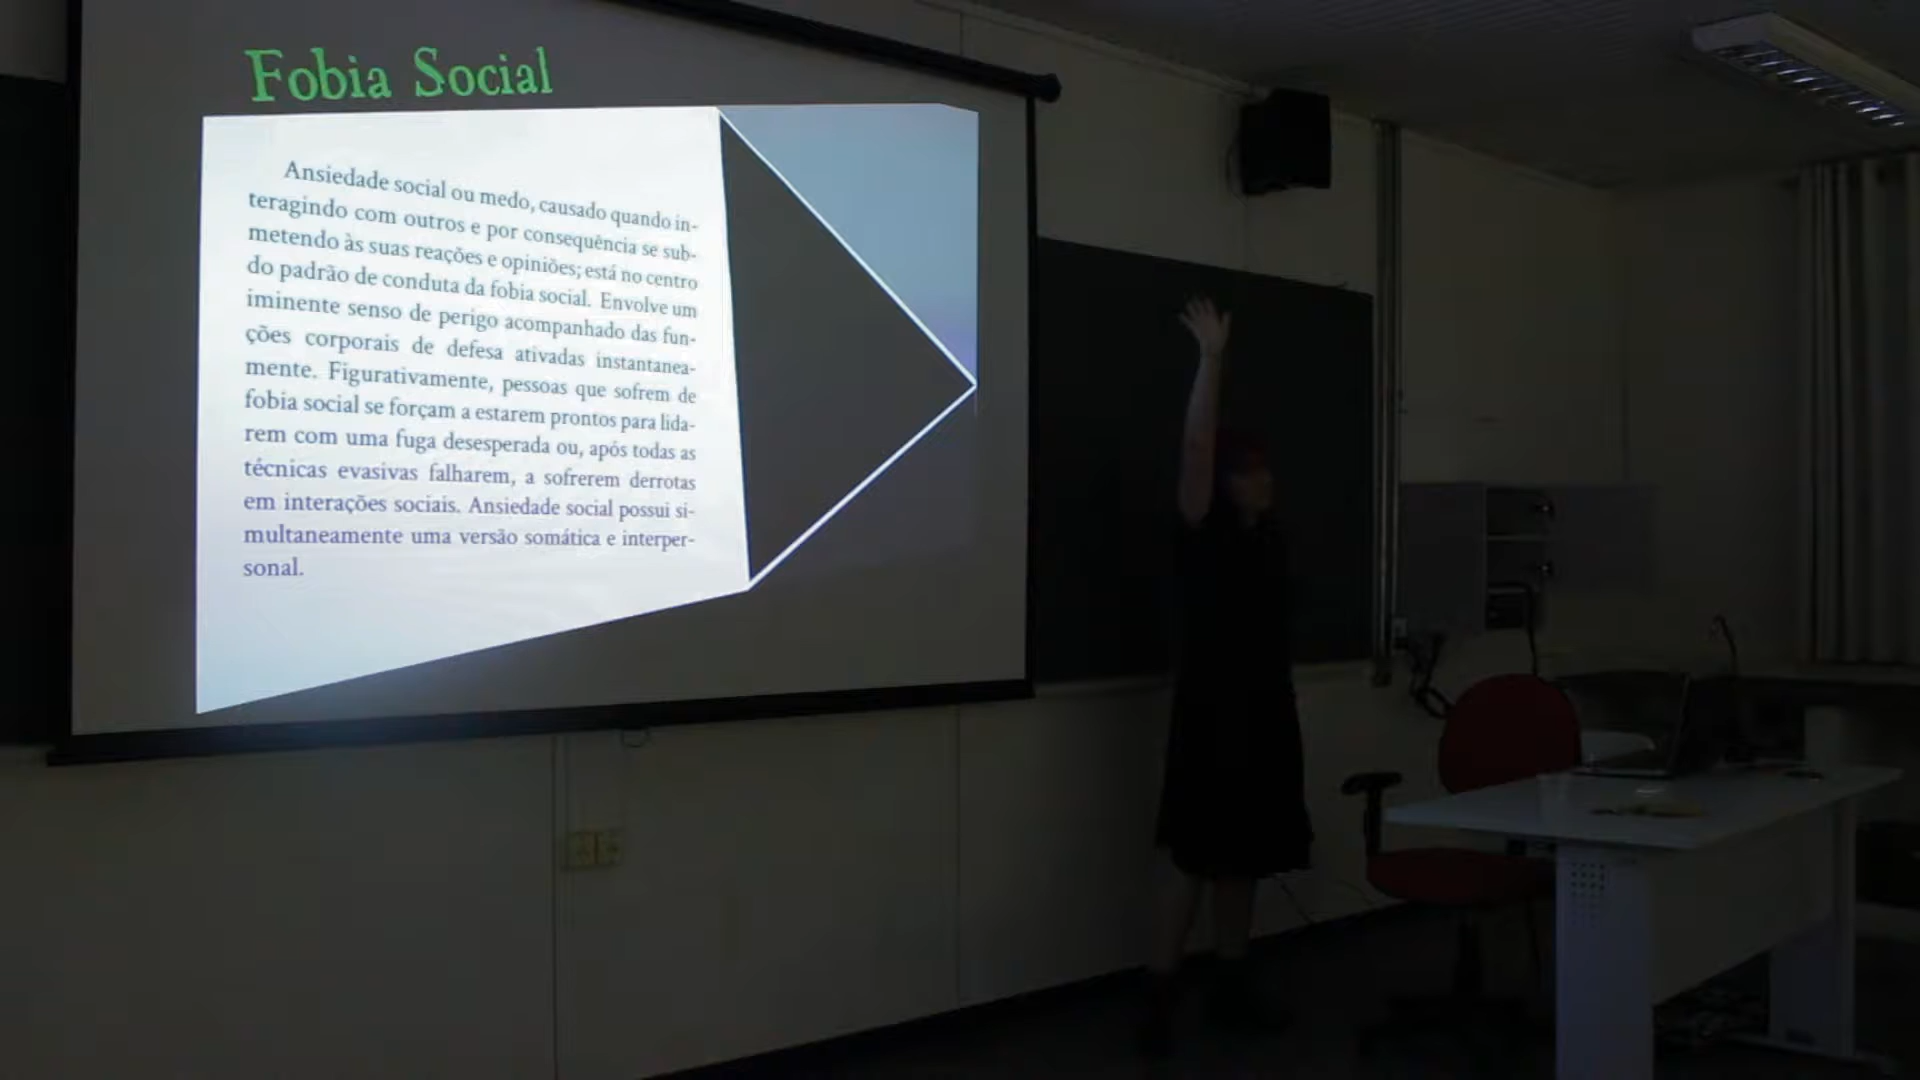 Fobia Social
Ansiedade social ou medo, causado quando in-
teragindo com outros e por consequência se sub-
metendo às suas reações e opiniões; está no centro
do padrão de conduta da fobia social. Envolve um
iminente senso de perigo acompanhado das fun-
ções corporais de defesa ativadas instantanea-
mente. Figurativamente, pessoas que sofrem de
fobia social se forçam a estarem prontos para lida-
rem com uma fuga desesperada ou, após todas as
técnicas evasivas falharem, a sofrerem derrotas
em interações sociais. Ansiedade social possui si-
multaneamente uma versão somática e interper-
sonal.